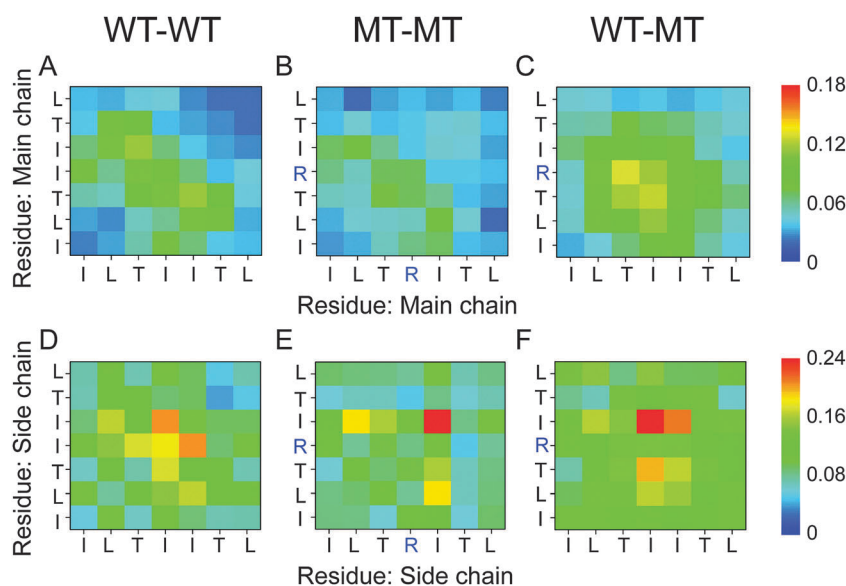 WT-WT MT-MT WT-MT
A B C
Residue: Main chain
L T I I T L I
I L T I I T L
L T I R T L I
I L T R I T L
L T I R T L I
I L T I I T L
0.18
0.12
0.06
0
Residue: Main chain
D E F
Residue: Side chain
L T I I T L I
I L T I I T L
L T I R T L I
I L T R I T L
L T I R T L I
I L T I I T L
0.24
0.16
0.08
0
Residue: Side chain